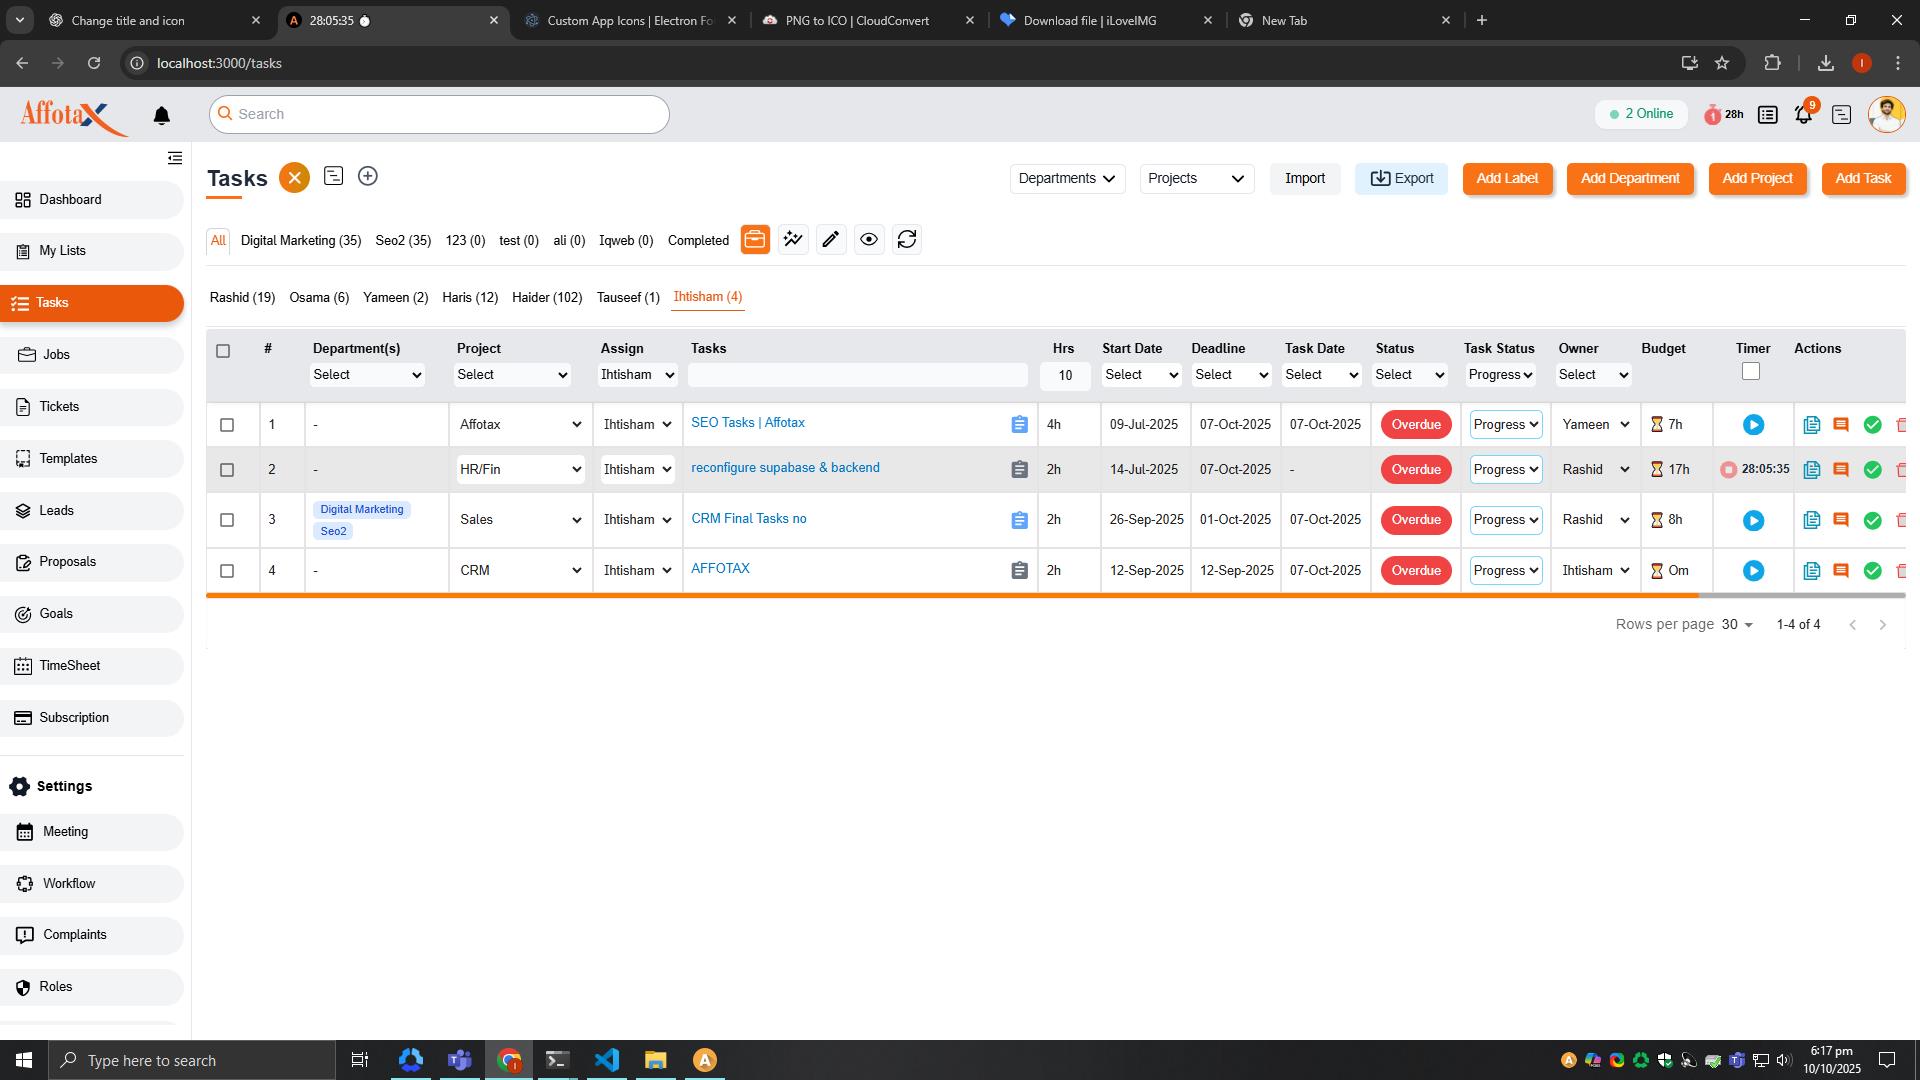 Change title and icon
28:05:35
Custom App Icons | Electron Fo
PNG to ICO | CloudConvert
Download file | iLoveIMG
New Tab
localhost:3000/tasks
AffotaX
Search
2 Online
1
28h
9
Tasks
Departments
Projects
Import
Export
Add Label
Add Department
Add Project
Add Task
Dashboard
My Lists
Tasks
Jobs
Tickets
Templates
Leads
Proposals
Goals
TimeSheet
Subscription
Settings
Meeting
Workflow
Complaints
Roles
All
Digital Marketing (35)
Seo2 (35)
123 (0)
test (0)
ali (0)
Iqweb (0)
Completed
Rashid (19)
Osama (6)
Yameen (2)
Haris (12)
Haider (102)
Tauseef (1)
Ihtisham (4)
# Department(s) Project Assign Tasks Hrs Start Date Deadline Task Date Status Task Status Owner Budget Timer Actions
Select Select Ihtisham 10 Select Select Select Select Progress Select
1 - Affotax Ihtisham SEO Tasks | Affotax 4h 09-Jul-2025 07-Oct-2025 07-Oct-2025 Overdue Progress Yameen 7h
2 - HR/Fin Ihtisham reconfigure supabase & backend 2h 14-Jul-2025 07-Oct-2025 - Overdue Progress Rashid 17h 28:05:35
3 Digital Marketing Seo2 Sales Ihtisham CRM Final Tasks no 2h 26-Sep-2025 01-Oct-2025 07-Oct-2025 Overdue Progress Rashid 8h
4 - CRM Ihtisham AFFOTAX 2h 12-Sep-2025 12-Sep-2025 07-Oct-2025 Overdue Progress Ihtisham 0m
Rows per page 30 1-4 of 4
Type here to search
6:17 pm
10/10/2025